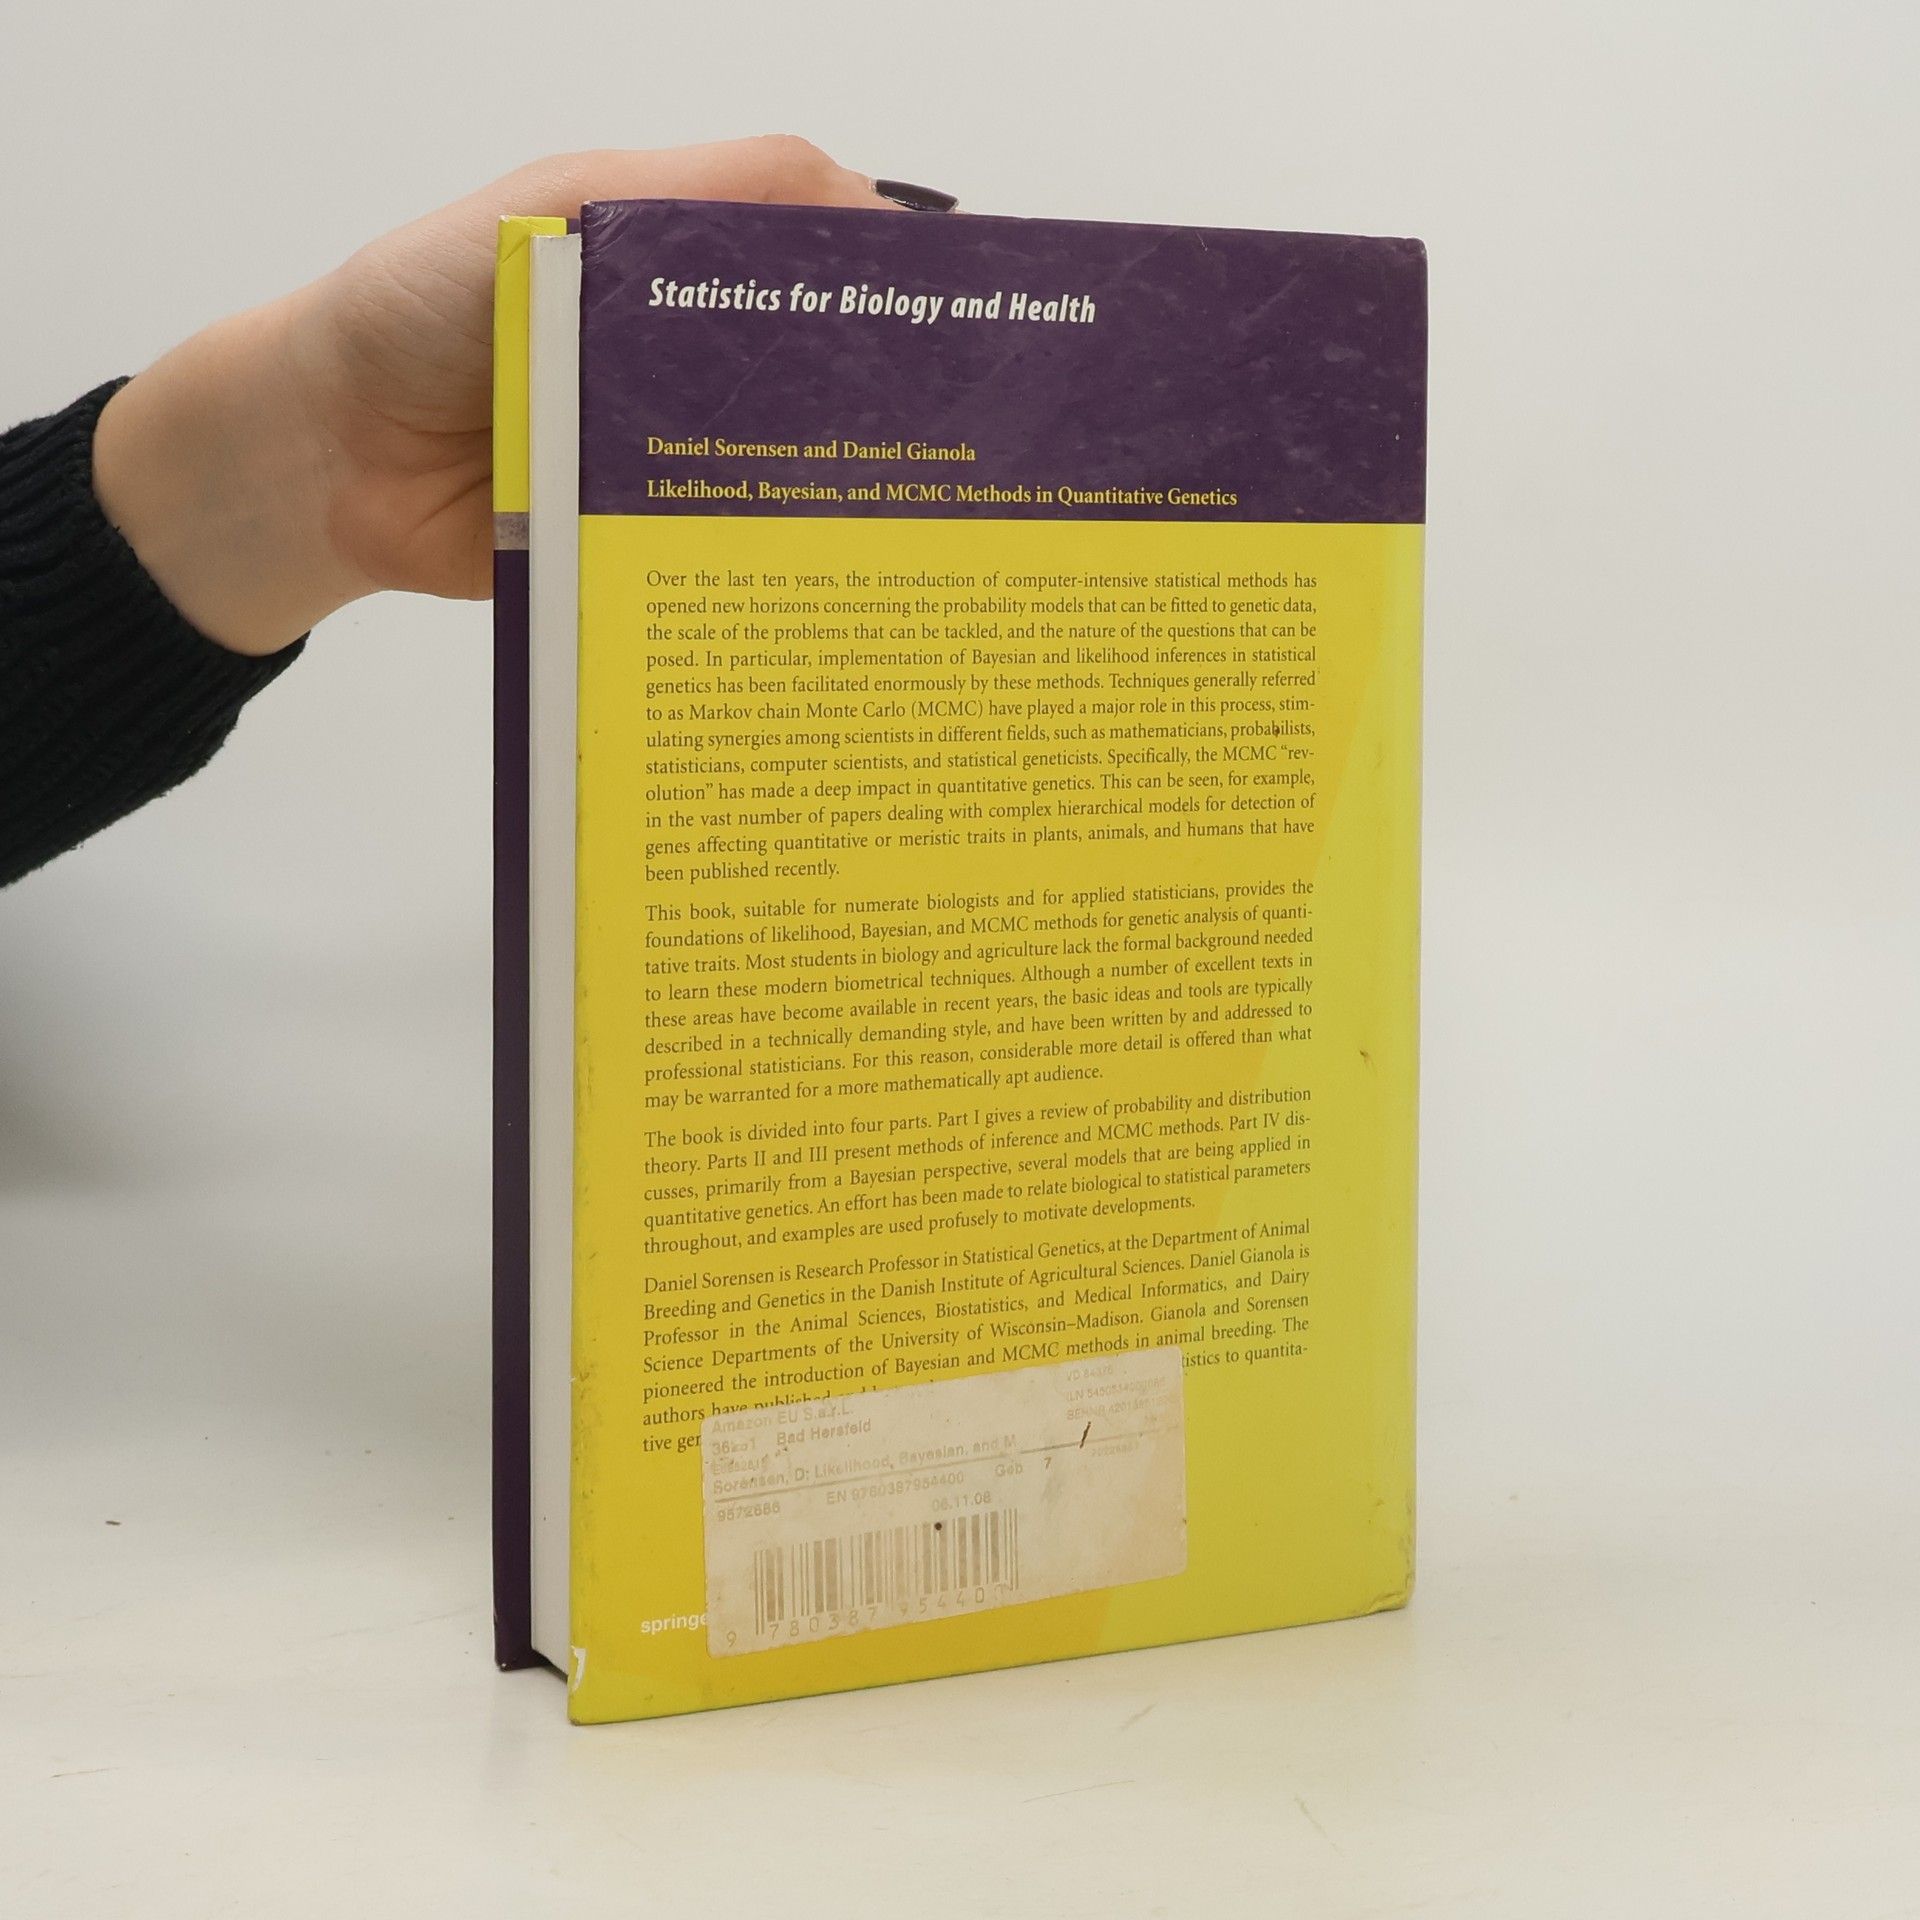 Statistics for Biology and Health
Daniel Sorensen and Daniel Gianola
Likelihood, Bayesian, and MCMC Methods in Quantitative Genetics
Over the last ten years, the introduction of computer-intensive statistical methods has
opened new horizons concerning the probability models that can be fitted to genetic data,
the scale of the problems that can be tackled, and the nature of the questions that can be
posed. In particular, implementation of Bayesian and likelihood inferences in statistical
genetics has been facilitated enormously by these methods. Techniques generally referred
to as Markov chain Monte Carlo (MCMC) have played a major role in this process, stim-
ulating synergies among scientists in different fields, such as mathematicians, probabilists,
statisticians, computer scientists, and statistical geneticists. Specifically, the MCMC “rev-
olution” has made a deep impact in quantitative genetics. This can be seen, for example,
in the vast number of papers dealing with complex hierarchical models for detection of
genes affecting quantitative or meristic traits in plants, animals, and humans that have
been published recently.
This book, suitable for numerate biologists and for applied statisticians, provides the
foundations of likelihood, Bayesian, and MCMC methods for genetic analysis of quanti-
tative traits. Most students in biology and agriculture lack the formal background needed
to learn these modern biometrical techniques. Although a number of excellent texts in
these areas have become available in recent years, the basic ideas and tools are typically
described in a technically demanding style, and have been written by and addressed to
professional statisticians. For this reason, considerable more detail is offered than what
may be warranted for a more mathematically apt audience.
The book is divided into four parts. Part I gives a review of probability and distribution
theory. Parts II and III present methods of inference and MCMC methods. Part IV dis-
cusses, primarily from a Bayesian perspective, several models that are being applied in
quantitative genetics. An effort has been made to relate biological to statistical parameters
throughout, and examples are used profusely to motivate developments.
Daniel Sorensen is Research Professor in Statistical Genetics, at the Department of Animal
Breeding and Genetics in the Danish Institute of Agricultural Sciences. Daniel Gianola is
Professor in the Animal Sciences, Biostatistics, and Medical Informatics, and Dairy
Science Departments of the University of Wisconsin–Madison. Gianola and Sorensen
pioneered the introduction of Bayesian and MCMC methods in animal breeding. The
authors have published tistics to quantita-
tive ger
Amazon EU S.a.r.L.
Bad Hersfeld
Sorensen, D: Likelihood, Bayesian, and M
9572686 EN 9780387954400 Geb 7
06.11.08
9 780387 954400
springe